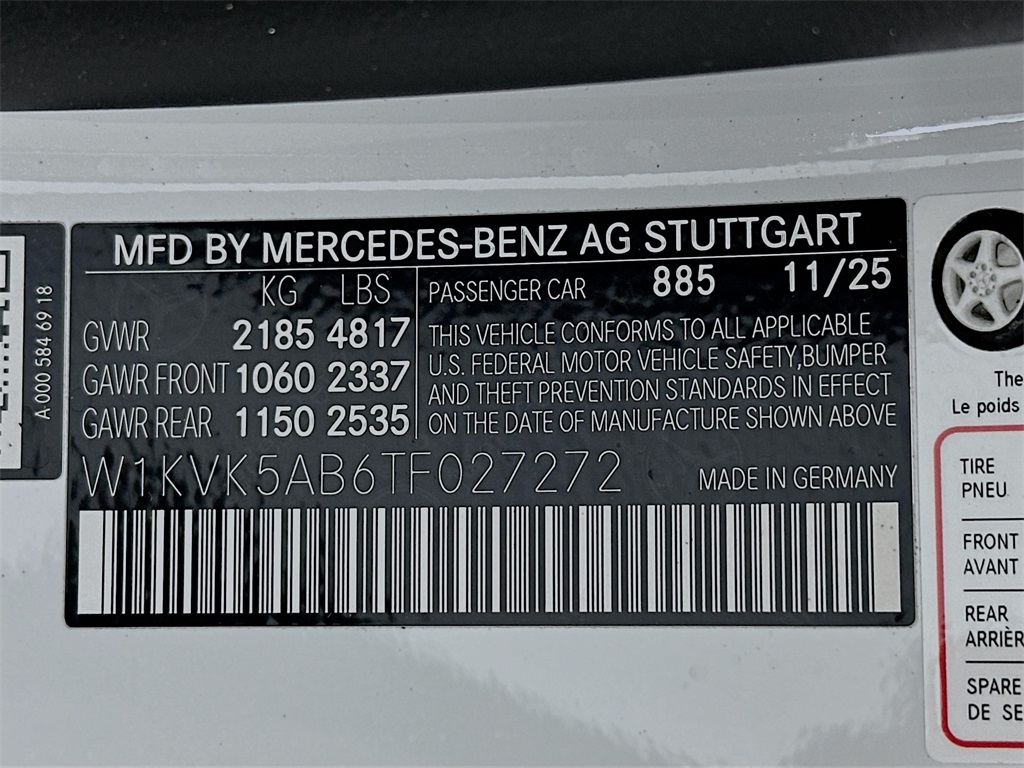 A 000 584 69 18
MFD BY MERCEDES-BENZ AG STUTTGART
KG LBS
GVWR 2185 4817
GAWR FRONT 1060 2337
GAWR REAR 1150 2535
PASSENGER CAR 885 11/25
THIS VEHICLE CONFORMS TO ALL APPLICABLE
U.S. FEDERAL MOTOR VEHICLE SAFETY,BUMPER
AND THEFT PREVENTION STANDARDS IN EFFECT
ON THE DATE OF MANUFACTURE SHOWN ABOVE
W1KVK5AB6TF027272
MADE IN GERMANY
The
Le poids
TIRE
PNEU
FRONT
AVANT
REAR
ARRIÈR
SPARE
DE SE